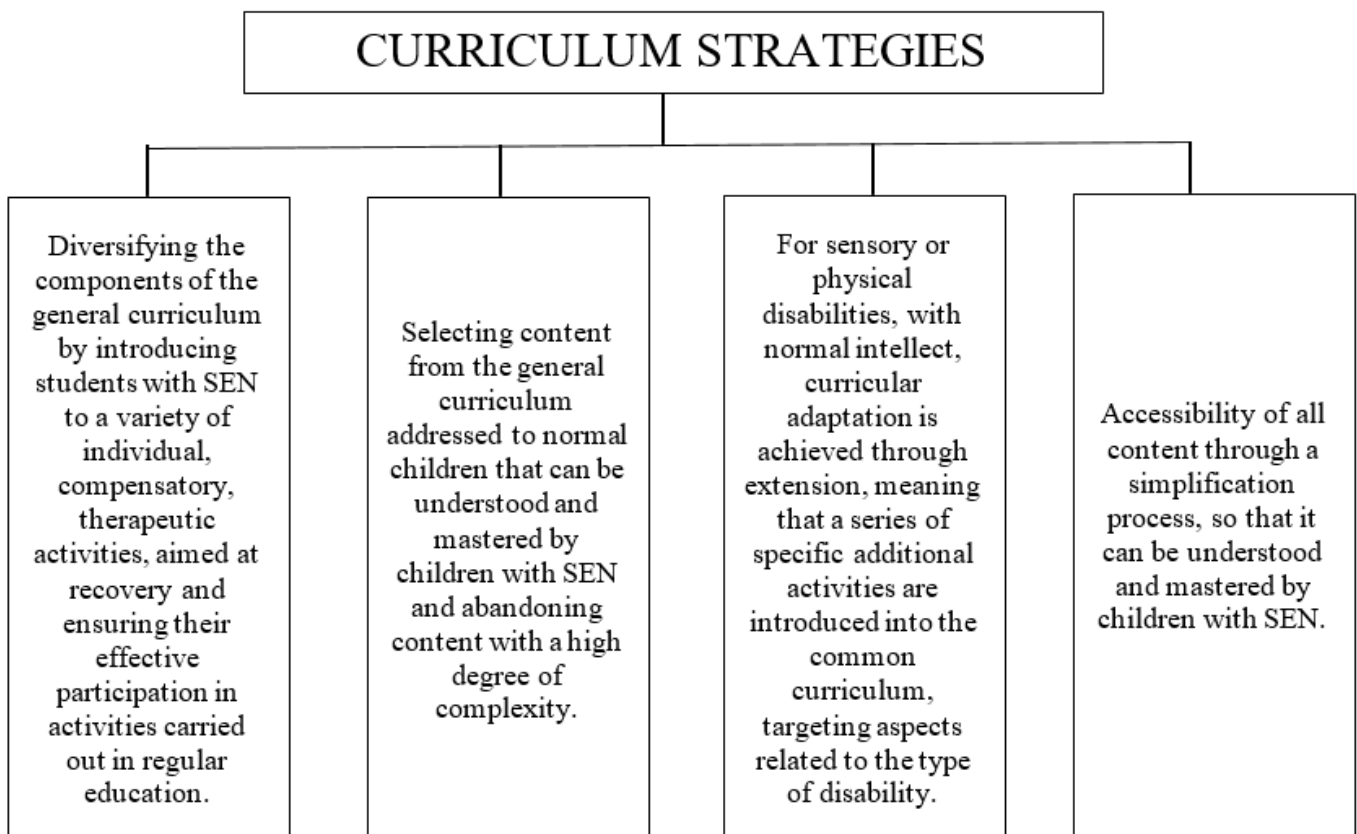 CURRICULUM STRATEGIES
Diversifying the
components of the
general curriculum
by introducing
students with SEN
to a variety of
individual,
compensatory,
therapeutic
activities, aimed at
recovery and
ensuring their
effective
participation in
activities carried
out in regular
education.
Selecting content
from the general
curriculum
addressed to normal
children that can be
understood and
mastered by
children with SEN
and abandoning
content with a high
degree of
complexity.
For sensory or
physical
disabilities, with
normal intellect,
curricular
adaptation is
achieved through
extension, meaning
that a series of
specific additional
activities are
introduced into the
common
curriculum,
targeting aspects
related to the type
of disability.
Accessibility of all
content through a
simplification
process, so that it
can be understood
and mastered by
children with SEN.